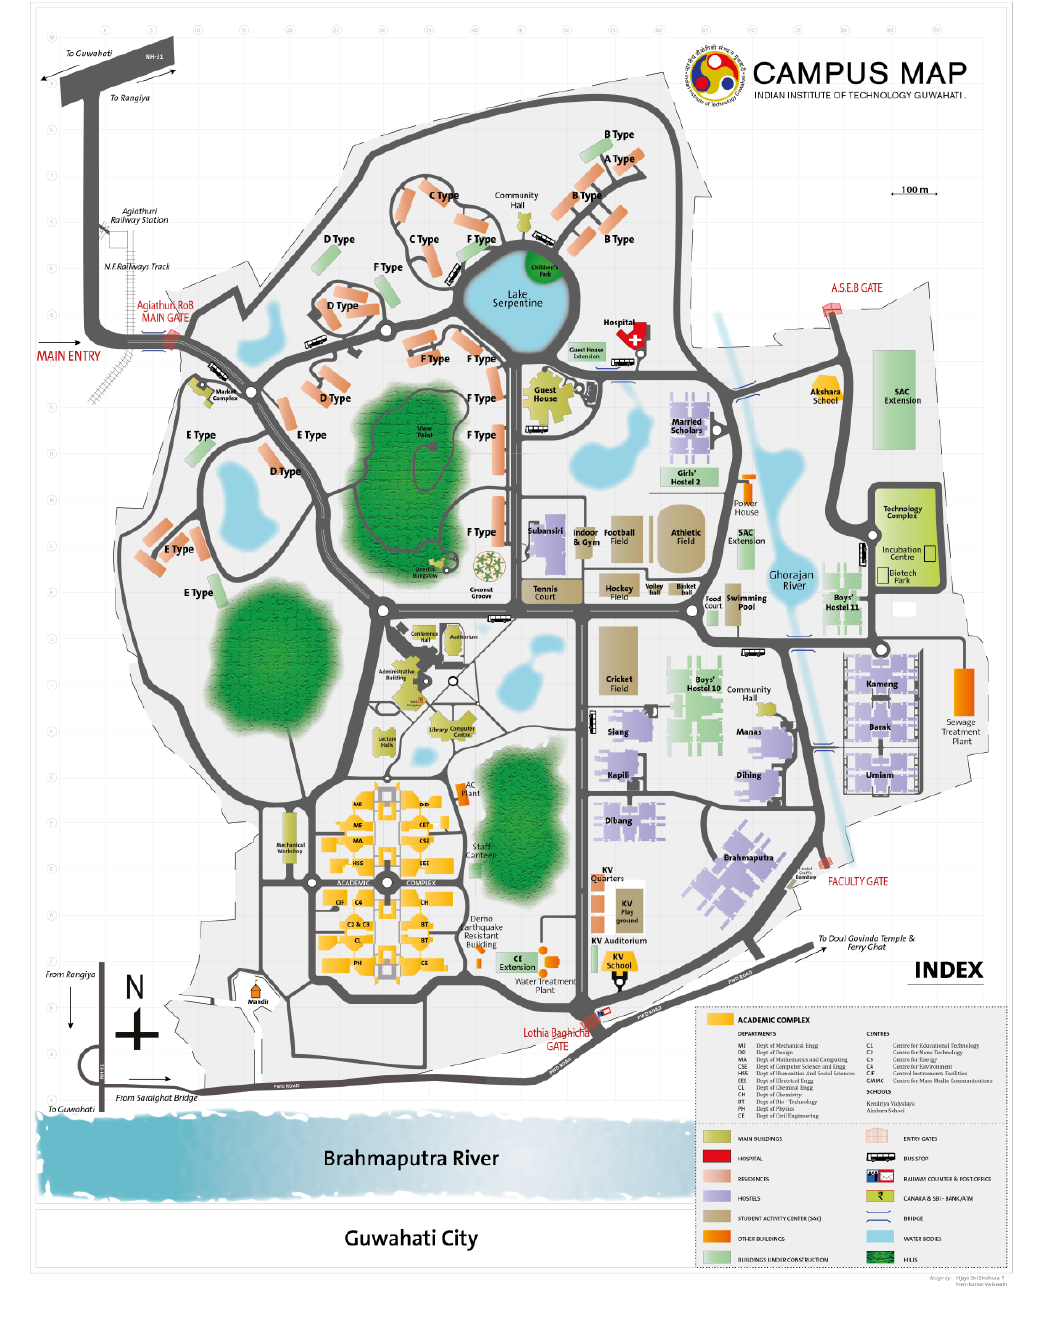 To Guwahati
NH-31
To Rangiya
CAMPUS MAP
INDIAN INSTITUTE OF TECHNOLOGY GUWAHATI.
100 m
B Type
A Type
B Type
B Type
C Type
Community
Hall
C Type
F Type
D Type
F Type
Children's
Park
Lake
Serpentine
Agiathuri
Railway Station
N.F.Railways Track
Agiathuri RoB
MAIN GATE
MAIN ENTRY
D Type
A.S.E.B GATE
Hospital
Guest House
Extension
F Type
F Type
Market
Complex
D Type
F Type
Guest
House
Akshara
School
SAC
Extension
Married
Scholars
E Type
E Type
View
Point
F Type
D Type
Girls'
Hostel 2
Power
House
Technology
Complex
F Type
Subansiri
Indoor
& Gym
Football
Field
Athletic
Field
SAC
Extension
E Type
Incubation
Centre
Biotech
Park
Director
Bungalow
Ghorajan
River
E Type
Coconut
Groove
Tennis
Court
Hockey
Field
Volley
ball
Basket
ball
Food
Court
Swimming
Pool
Boys'
Hostel 11
Conference
Hall
Auditorium
Administrative
Building
Cricket
Field
Boys'
Hostel 10
Community
Hall
Kameng
Barak
Sewage
Treatment
Plant
Library
Computer
Centre
Lecture
Halls
Siang
Manas
Kapili
Dihing
Umiam
AC
Plant
ME
DD
ME
CET
MA
CSE
HSS
EEE
Dibang
Mechanical
Workshop
Staff
Canteen
Brahmaputra
ACADEMIC
COMPLEX
KV
Quarters
FACULTY GATE
CIF
C4
CH
C2 & C3
BT
CL
BT
PH
CE
KV
Play
ground
Demo
Earthquake
Resistant
Building
KV Auditorium
CE
Extension
KV
School
Water Treatment
Plant
To Doul Govinda Temple &
Ferry Ghat
PWD ROAD
INDEX
From Rangiya
N
Mandir
Lothia Baghicha
GATE
PWD ROAD
PWD ROAD
PWD ROAD
From Saraighat Bridge
To Guwahati
ACADEMIC COMPLEX
DEPARTMENTS
ME Dept of Mechanical Engg
DD Dept of Design
MA Dept of Mathematics and Computing
CSE Dept of Computer Science and Engg
HSS Dept of Humanities And Social Sciences
EEE Dept of Electrical Engg
CL Dept of Chemical Engg
CH Dept of Chemistry
BT Dept of Bio - Technology
PH Dept of Physics
CE Dept of Civil Engineering
CENTRES
C1 Centre for Educational Technology
C2 Centre for Nano Technology
C3 Centre for Energy
C4 Centre for Environment
CIF Central Instruments Facilities
CMMC Centre for Mass Media Communications
SCHOOLS
Kendriya Vidyalaya
Akshara School
MAIN BUILDINGS
HOSPITAL
RESIDENCES
HOSTELS
STUDENT ACTIVITY CENTER (SAC)
OTHER BUILDINGS
BUILDINGS UNDER CONSTRUCTION
ENTRY GATES
BUS STOP
RAILWAY COUNTER & POST OFFICE
CANARA & SBI - BANK/ATM
BRIDGE
WATER BODIES
HILLS
Brahmaputra River
Guwahati City